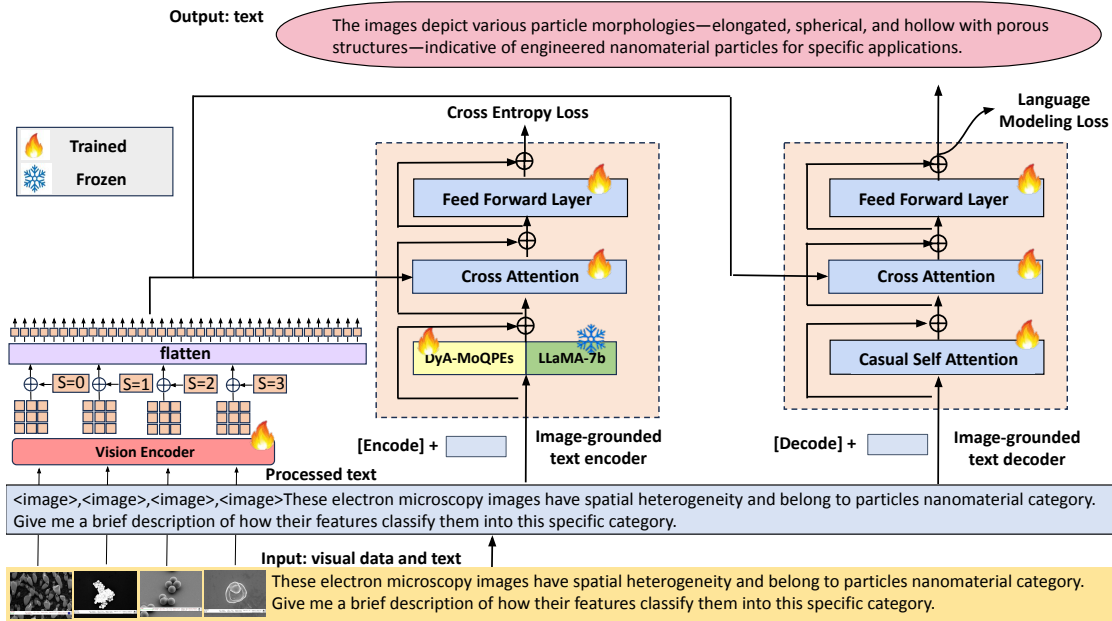 Output: text
The images depict various particle morphologies—elongated, spherical, and hollow with porous
structures—indicative of engineered nanomaterial particles for specific applications.
Cross Entropy Loss
Language
Modeling Loss
Trained
Frozen
Feed Forward Layer
Feed Forward Layer
Cross Attention
Cross Attention
flatten
DyA-MoQPEs
LLaMA-7b
Casual Self Attention
S=0
S=1
S=2
S=3
Vision Encoder
[Encode] +
Image-grounded
text encoder
[Decode] +
Image-grounded
text decoder
Processed text
<image>,<image>,<image>,<image>These electron microscopy images have spatial heterogeneity and belong to particles nanomaterial category.
Give me a brief description of how their features classify them into this specific category.
Input: visual data and text
These electron microscopy images have spatial heterogeneity and belong to particles nanomaterial category.
Give me a brief description of how their features classify them into this specific category.